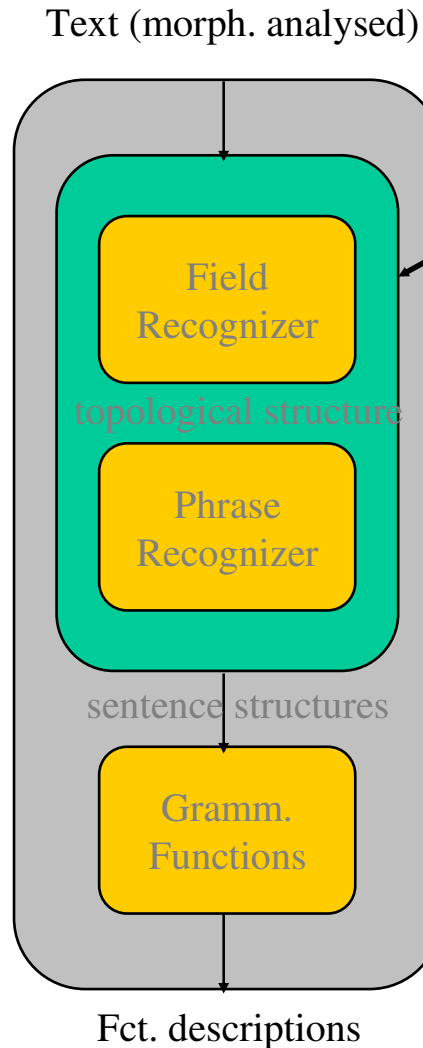 Text (morph. analysed)
Field
Recognizer
topological structure
Phrase
Recognizer
sentence structures
Gramm.
Functions
Fct. descriptions